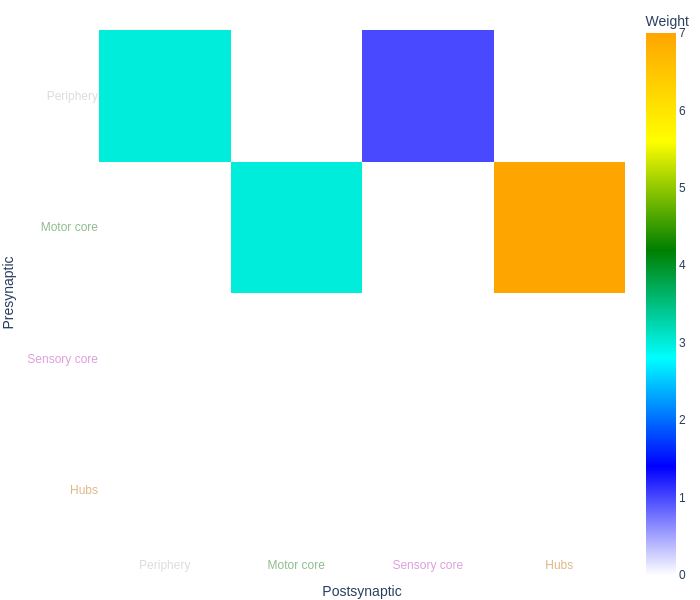 Weight
7
Periphery
6
5
Motor core
4
Presynaptic
3
Sensory core
2
Hubs
1
Periphery Motor core Sensory core Hubs
0
Postsynaptic